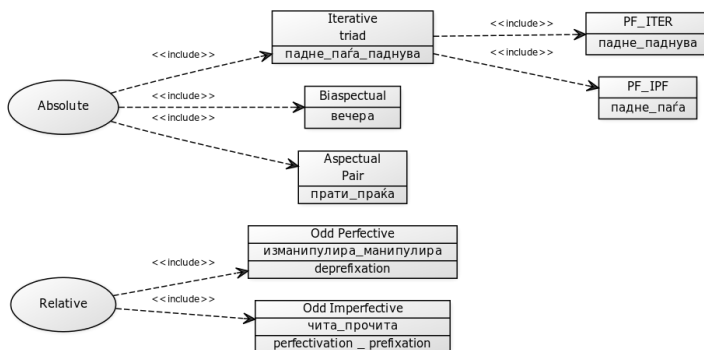 Iterative
triad
падне_паѓа_паднува
<<include>>
PF_ITER
падне_паднува
<<include>>
PF_IPF
падне_паѓа
<<include>>
Absolute
<<include>>
Biaspectual
вечера
<<include>>
Aspectual
Pair
прати_праќа
Odd Perfective
изманипулира_манипулира
deprefixation
<<include>>
Relative
<<include>>
Odd Imperfective
чита_прочита
perfectivation _ prefixation